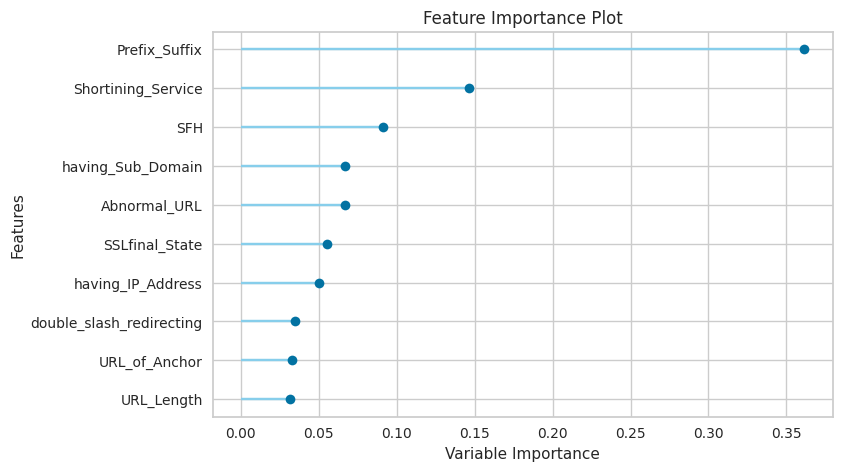 Feature Importance Plot
Features
Prefix_Suffix
Shortining_Service
SFH
having_Sub_Domain
Abnormal_URL
SSLfinal_State
having_IP_Address
double_slash_redirecting
URL_of_Anchor
URL_Length
0.00 0.05 0.10 0.15 0.20 0.25 0.30 0.35
Variable Importance